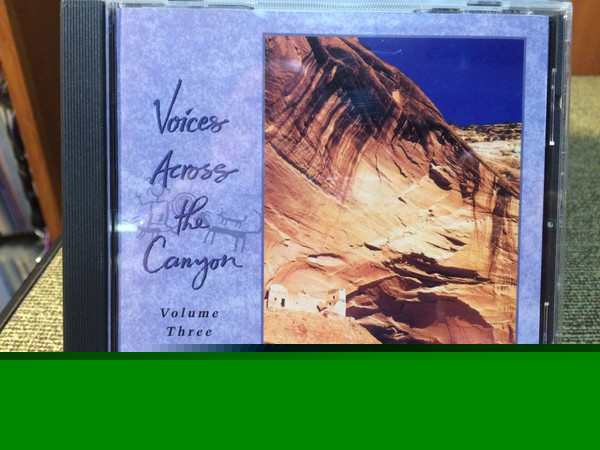 Voices
Across
the
Canyon
Volume
Three